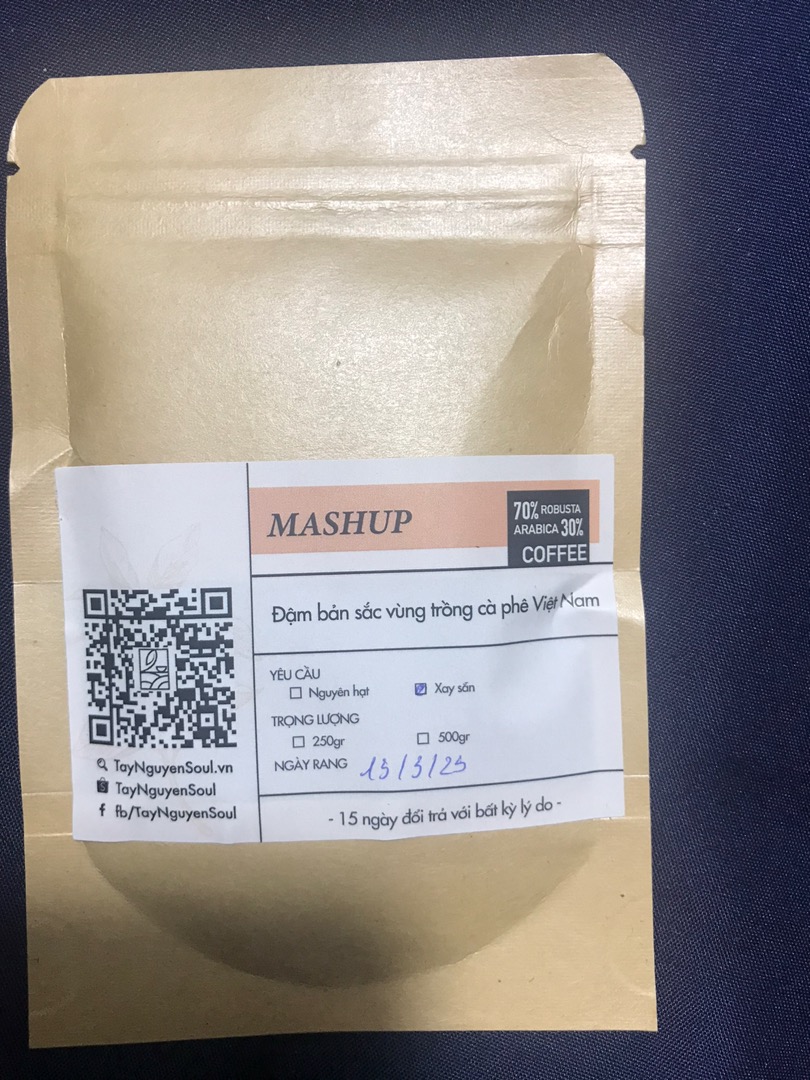 MASHUP
70% ROBUSTA
ARABICA 30%
COFFEE
Đậm bản sắc vùng trồng cà phê Việt Nam
YÊU CẦU
Nguyên hạt
Xay sẵn
TRỌNG LƯỢNG
250gr
500gr
NGÀY RANG 13/3/25
- 15 ngày đổi trả với bất kỳ lý do -
TayNguyenSoul.vn
TayNguyenSoul
fb/TayNguyenSoul